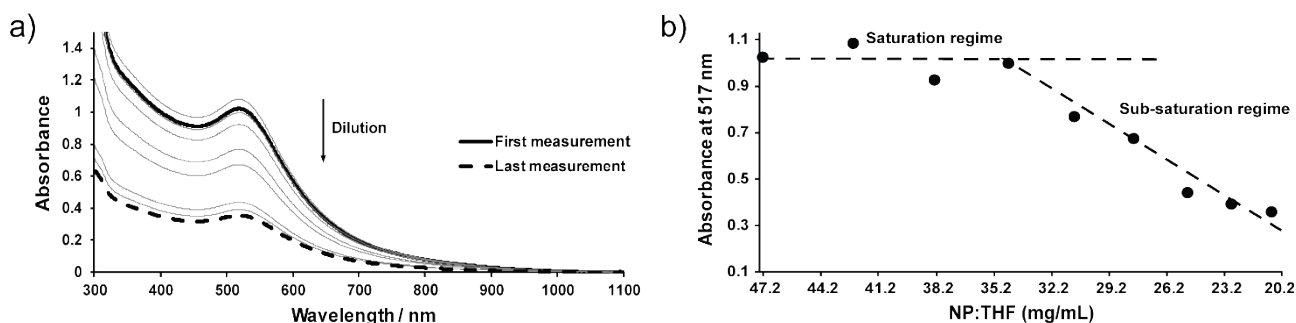 a)
Absorbance
1.4
1.2
1
0.8
0.6
0.4
0.2
0
Dilution
First measurement
Last measurement
300 400 500 600 700 800 900 1000 1100
Wavelength / nm
b)
Absorbance at 517 nm
1.1
0.9
0.7
0.5
0.3
0.1
Saturation regime
Sub-saturation regime
47.2 44.2 41.2 38.2 35.2 32.2 29.2 26.2 23.2 20.2
NP:THF (mg/mL)